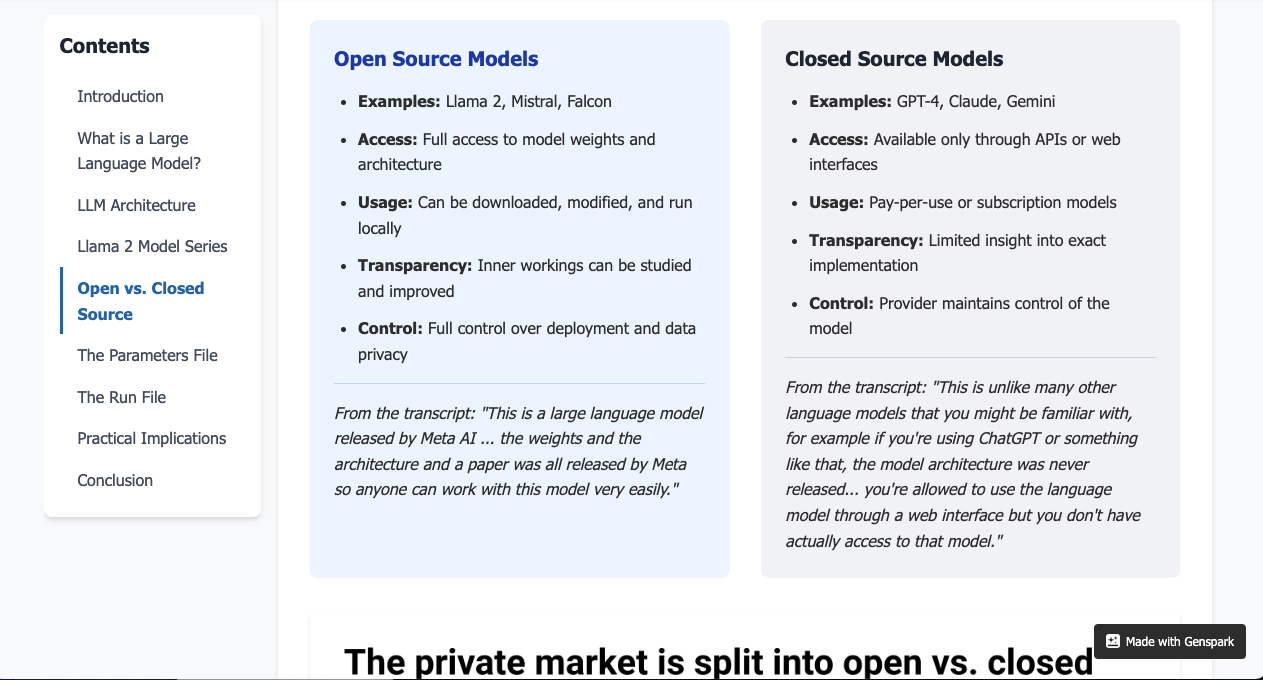 Contents
Introduction
What is a Large
Language Model?
LLM Architecture
Llama 2 Model Series
Open vs. Closed
Source
The Parameters File
The Run File
Practical Implications
Conclusion
Open Source Models
• Examples: Llama 2, Mistral, Falcon
• Access: Full access to model weights and
architecture
• Usage: Can be downloaded, modified, and run
locally
• Transparency: Inner workings can be studied
and improved
• Control: Full control over deployment and data
privacy
From the transcript: "This is a large language model
released by Meta AI ... the weights and the
architecture and a paper was all released by Meta
so anyone can work with this model very easily."
Closed Source Models
• Examples: GPT-4, Claude, Gemini
• Access: Available only through APIs or web
interfaces
• Usage: Pay-per-use or subscription models
• Transparency: Limited insight into exact
implementation
• Control: Provider maintains control of the
model
From the transcript: "This is unlike many other
language models that you might be familiar with,
for example if you're using ChatGPT or something
like that, the model architecture was never
released... you're allowed to use the language
model through a web interface but you don't have
actually access to that model."
The private market is split into open vs. closed
Made with Genspark